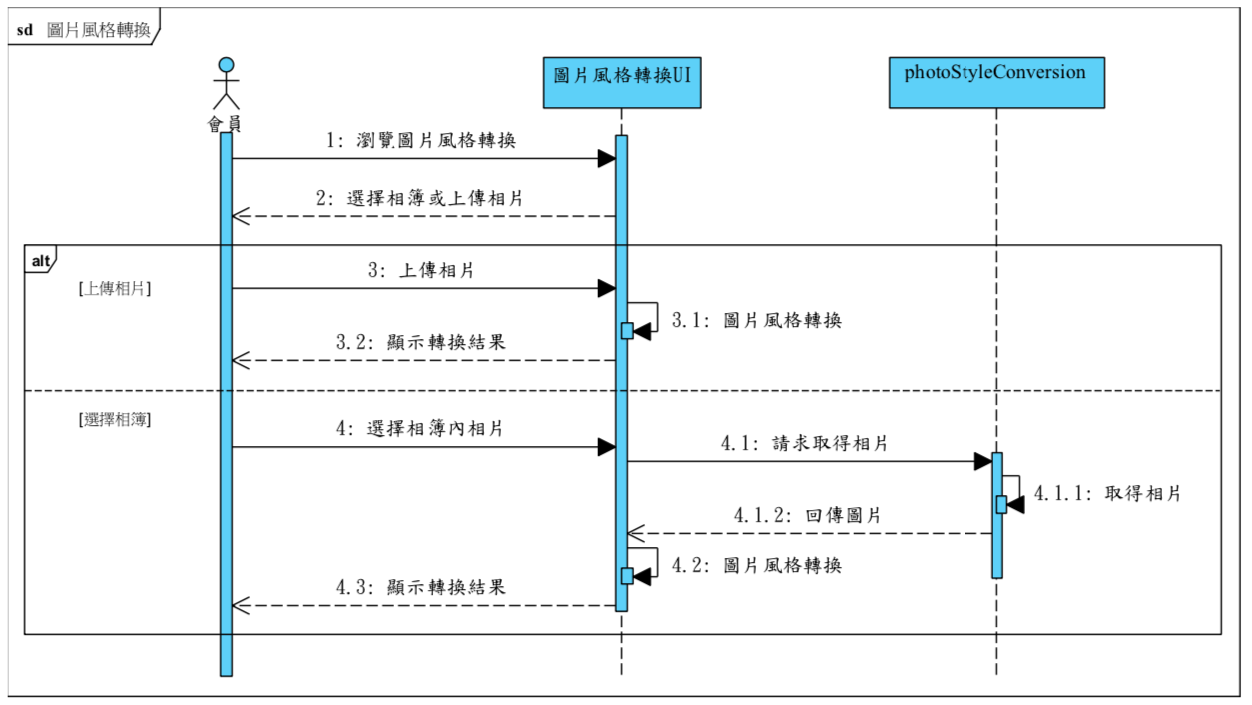 sd 圖片風格轉換
圖片風格轉換UI
photoStyleConversion
會員
1: 瀏覽圖片風格轉換
2: 選擇相簿或上傳相片
alt
3: 上傳相片
[上傳相片]
3.1: 圖片風格轉換
3.2: 顯示轉換結果
[選擇相簿]
4: 選擇相簿內相片
4.1: 請求取得相片
4.1.1: 取得相片
4.1.2: 回傳圖片
4.2: 圖片風格轉換
4.3: 顯示轉換結果